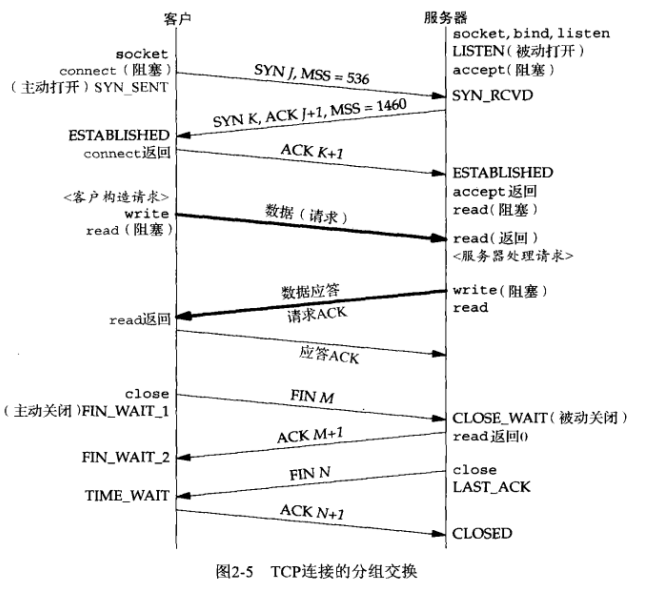 客户
服务器
socket, bind, listen
LISTEN(被动打开)
accept(阻塞)
socket
connect(阻塞)
(主动打开)SYN_SENT
SYN J, MSS = 536
SYN_RCVD
SYN K, ACK J+1, MSS = 1460
ESTABLISHED
connect返回
ACK K+1
ESTABLISHED
accept返回
read(阻塞)
<客户构造请求>
write
read(阻塞)
数据(请求)
read(返回)
<服务器处理请求>
数据应答
请求ACK
write(阻塞)
read
read返回
应答ACK
close
(主动关闭)FIN_WAIT_1
FIN M
CLOSE_WAIT(被动关闭)
read返回0
ACK M+1
FIN_WAIT_2
close
LAST_ACK
FIN N
TIME_WAIT
ACK N+1
CLOSED
图2-5 TCP连接的分组交换